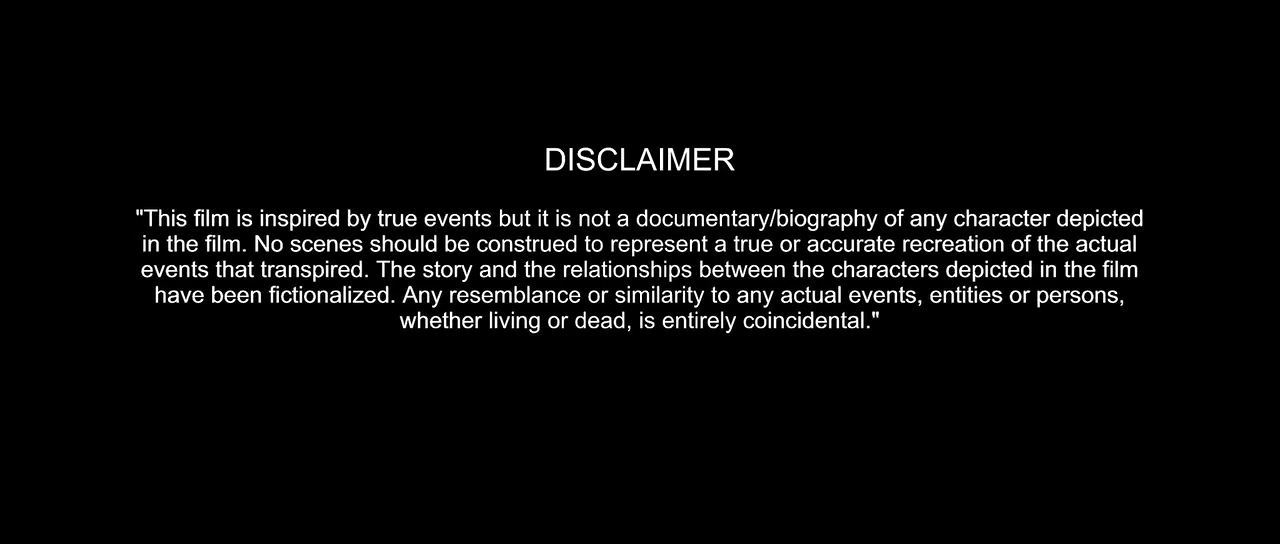 DISCLAIMER
"This film is inspired by true events but it is not a documentary/biography of any character depicted
in the film. No scenes should be construed to represent a true or accurate recreation of the actual
events that transpired. The story and the relationships between the characters depicted in the film
have been fictionalized. Any resemblance or similarity to any actual events, entities or persons,
whether living or dead, is entirely coincidental."